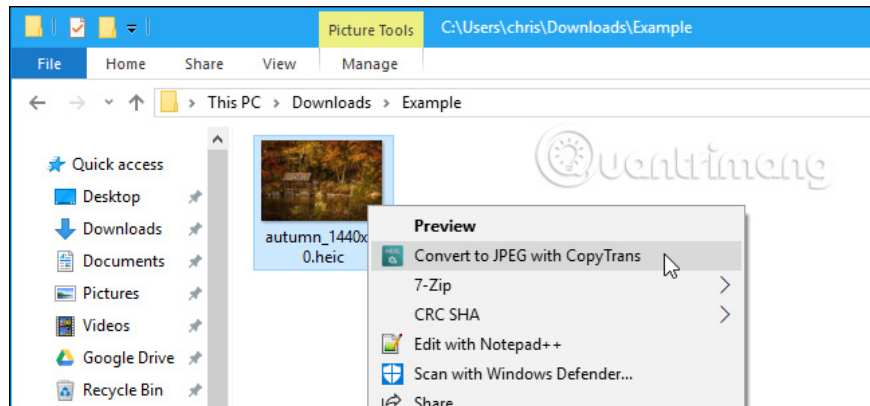 Picture Tools
C:\Users\chris\Downloads\Example
File Home Share View Manage
This PC > Downloads > Example
Quick access
Desktop
Downloads
Documents
Pictures
Videos
Google Drive
Recycle Bin
autumn_1440x
0.heic
Quantrimang
Preview
HEIC Convert to JPEG with CopyTrans
7-Zip
CRC SHA
Edit with Notepad++
Scan with Windows Defender...
Share